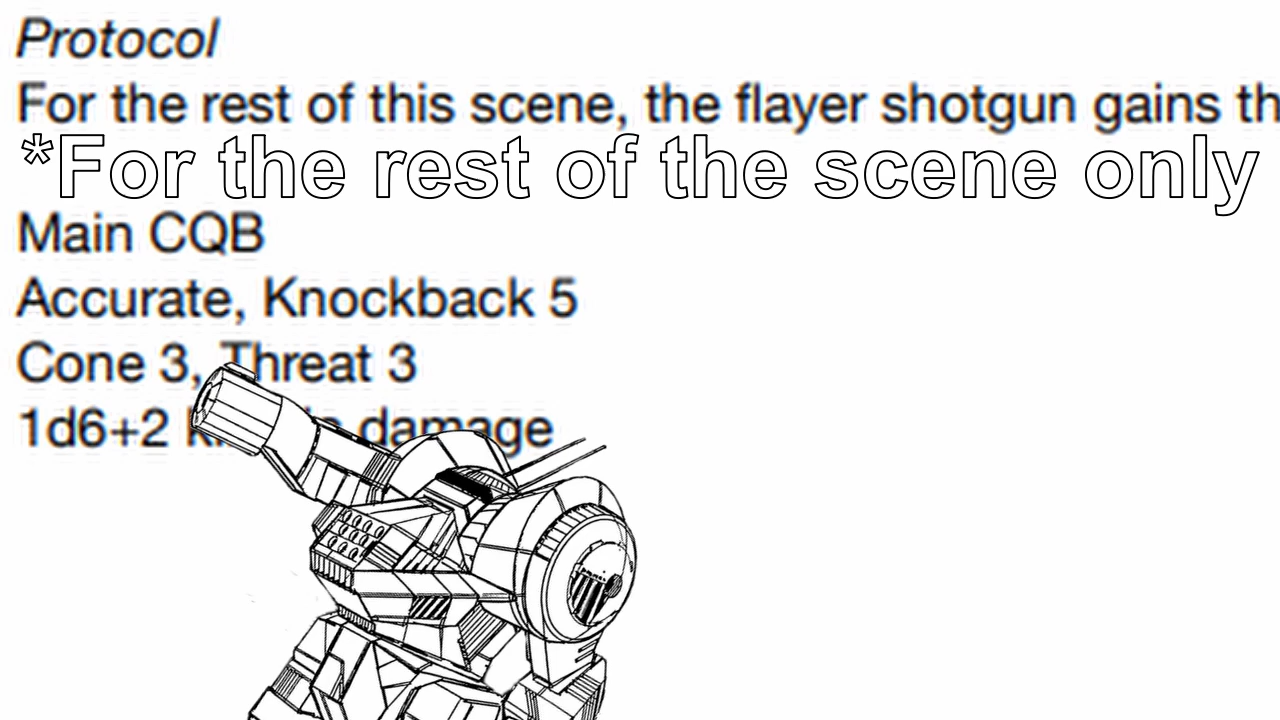 Protocol
For the rest of this scene, the flayer shotgun gains th
*For the rest of the scene only
Main CQB
Accurate, Knockback 5
Cone 3, Threat 3
1d6+2 damage